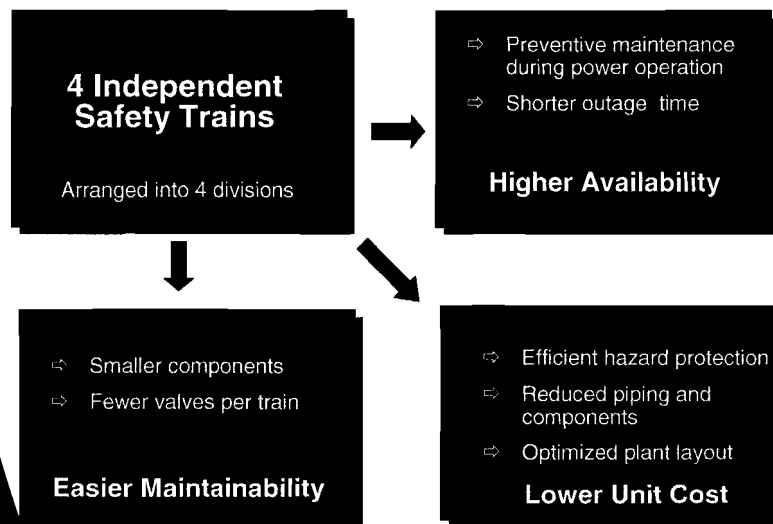 4 Independent
Safety Trains
Arranged into 4 divisions
⇨ Preventive maintenance
during power operation
⇨ Shorter outage time
Higher Availability
⇨ Smaller components
⇨ Fewer valves per train
Easier Maintainability
⇨ Efficient hazard protection
⇨ Reduced piping and
components
⇨ Optimized plant layout
Lower Unit Cost